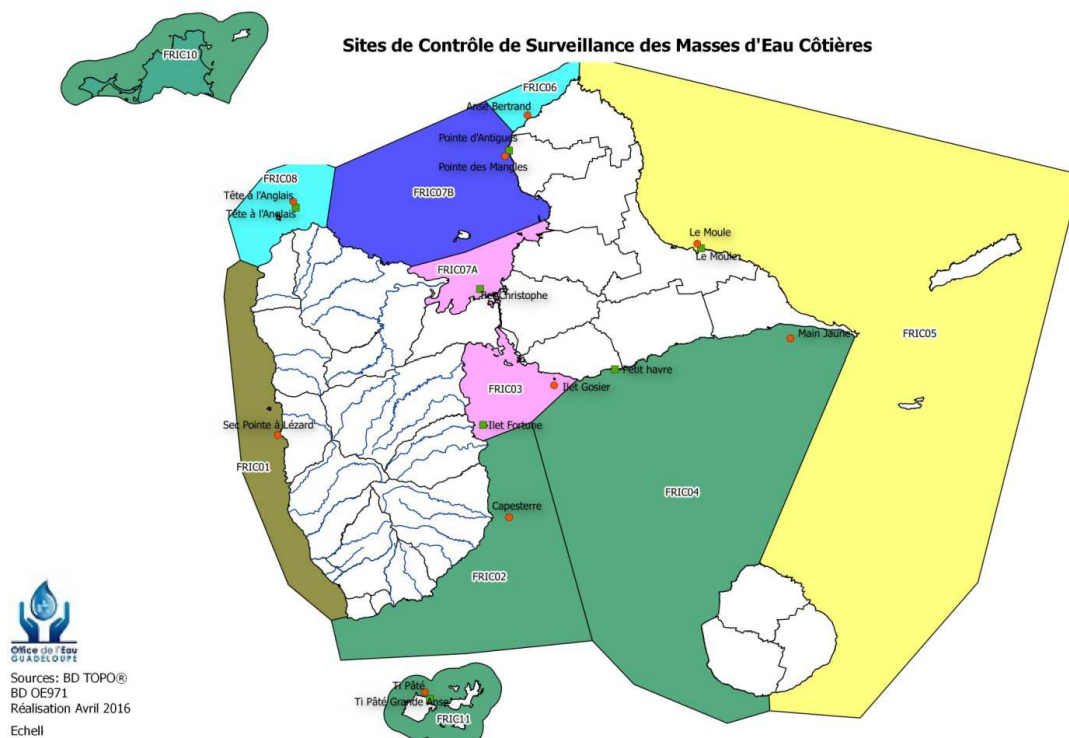 Sites de Contrôle de Surveillance des Masses d'Eau Côtières
FRIC10
FRIC06
Anse Bertrand
Pointe d'Antigues
Pointe des Mangles
FRIC08
FRIC07B
Tête à l'Anglais
Tête à l'Anglais
Le Moule
Le Moule
FRIC07A
Ilet Christophe
FRIC05
Main Jaune
Petit havre
FRIC03
Ilet Gosier
Sec Pointe à Lézard
Ilet Fortune
FRIC01
FRIC04
Capesterre
FRIC02
Office de l'Eau
GUADELOUPE
Sources: BD TOPO®
BD OE971
Réalisation Avril 2016
Echell
Ti Pâté
Ti Pâté Grande Anse
FRIC11